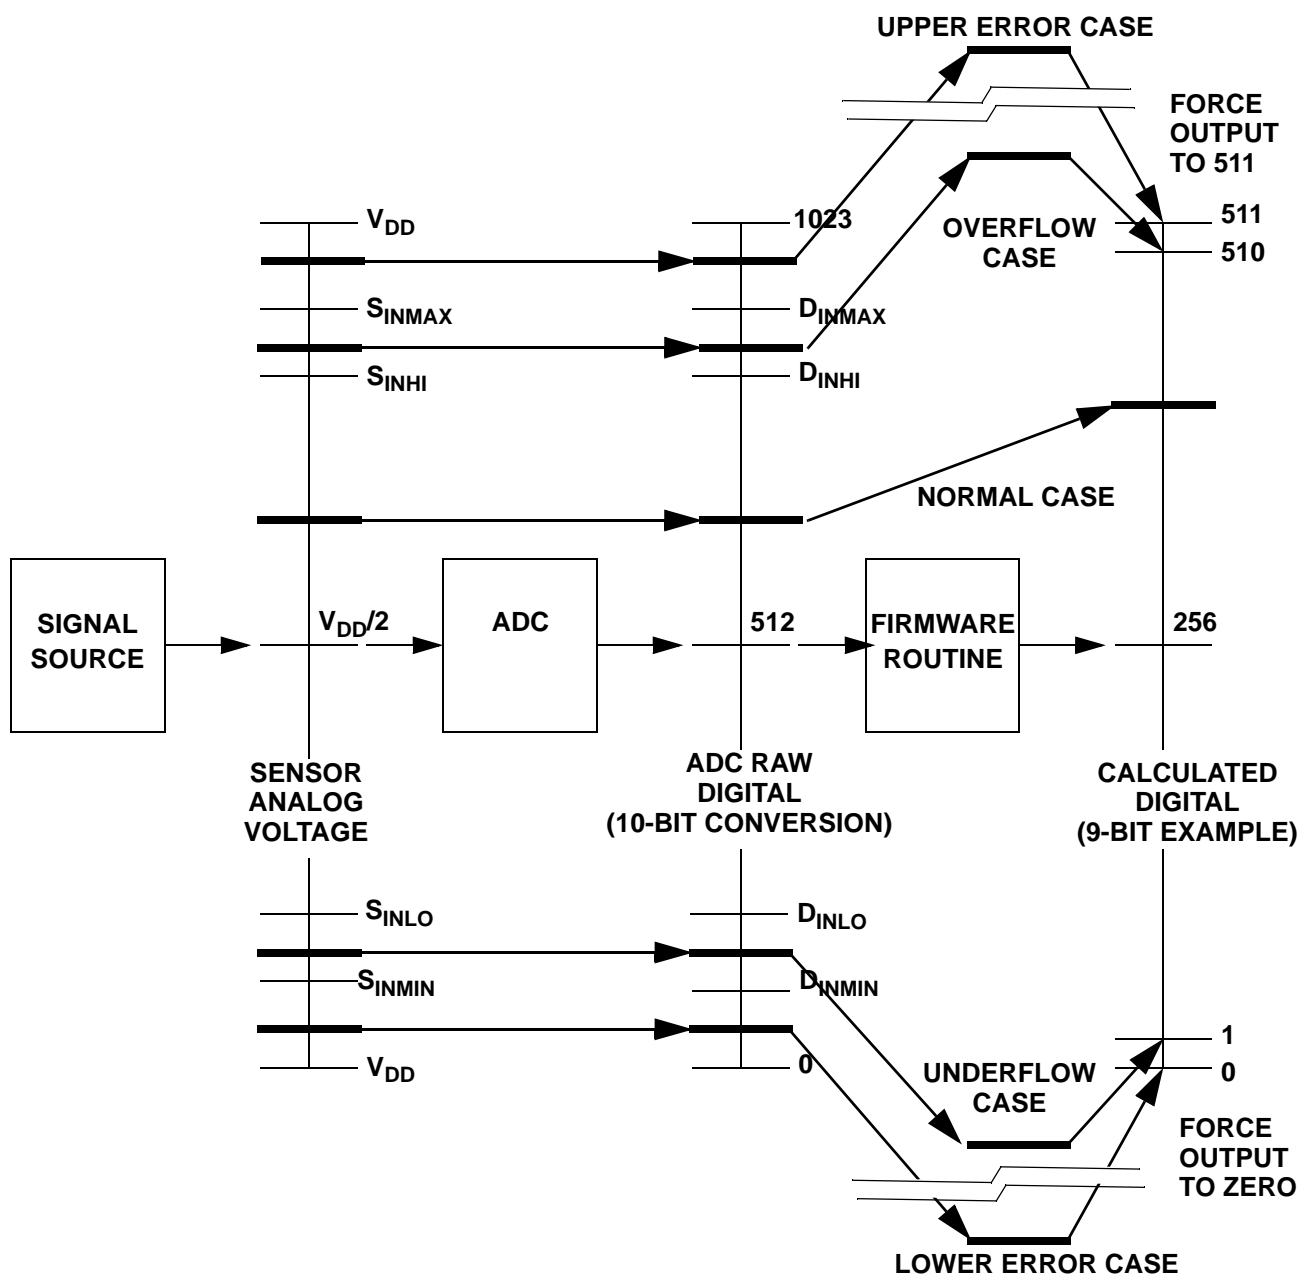 UPPER ERROR CASE
FORCE
OUTPUT
TO 511
VDD
1023
511
OVERFLOW
CASE
510
SINMAX
DINMAX
SINHI
DINHI
NORMAL CASE
SIGNAL
SOURCE
VDD/2
ADC
512
FIRMWARE
ROUTINE
256
SENSOR
ANALOG
VOLTAGE
ADC RAW
DIGITAL
(10-BIT CONVERSION)
CALCULATED
DIGITAL
(9-BIT EXAMPLE)
SINLO
DINLO
SINMIN
DINMIN
1
VDD
0
UNDERFLOW
CASE
0
FORCE
OUTPUT
TO ZERO
LOWER ERROR CASE